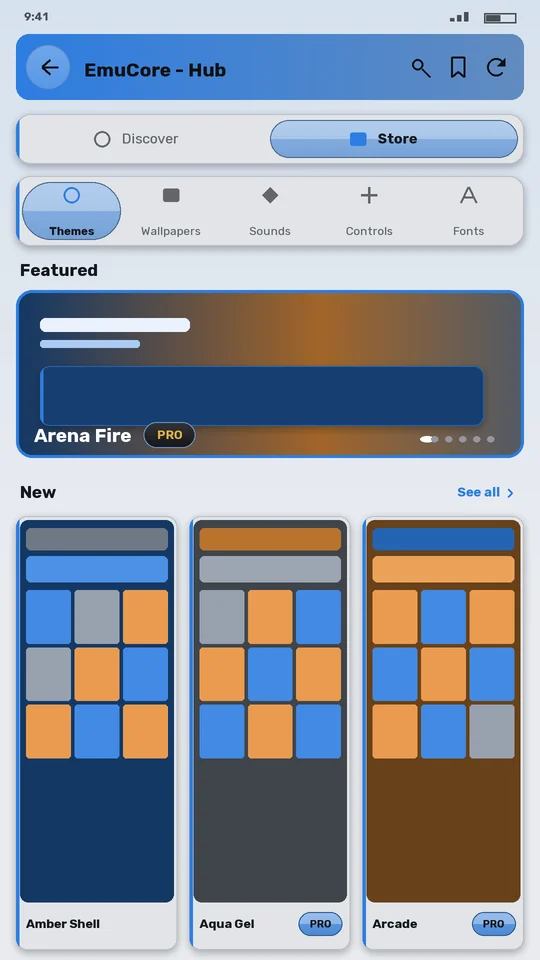 9:41
EmuCore - Hub
Discover
Store
Themes
Wallpapers
Sounds
Controls
Fonts
Featured
Arena Fire
PRO
New
See all
Amber Shell
Aqua Gel
PRO
Arcade
PRO